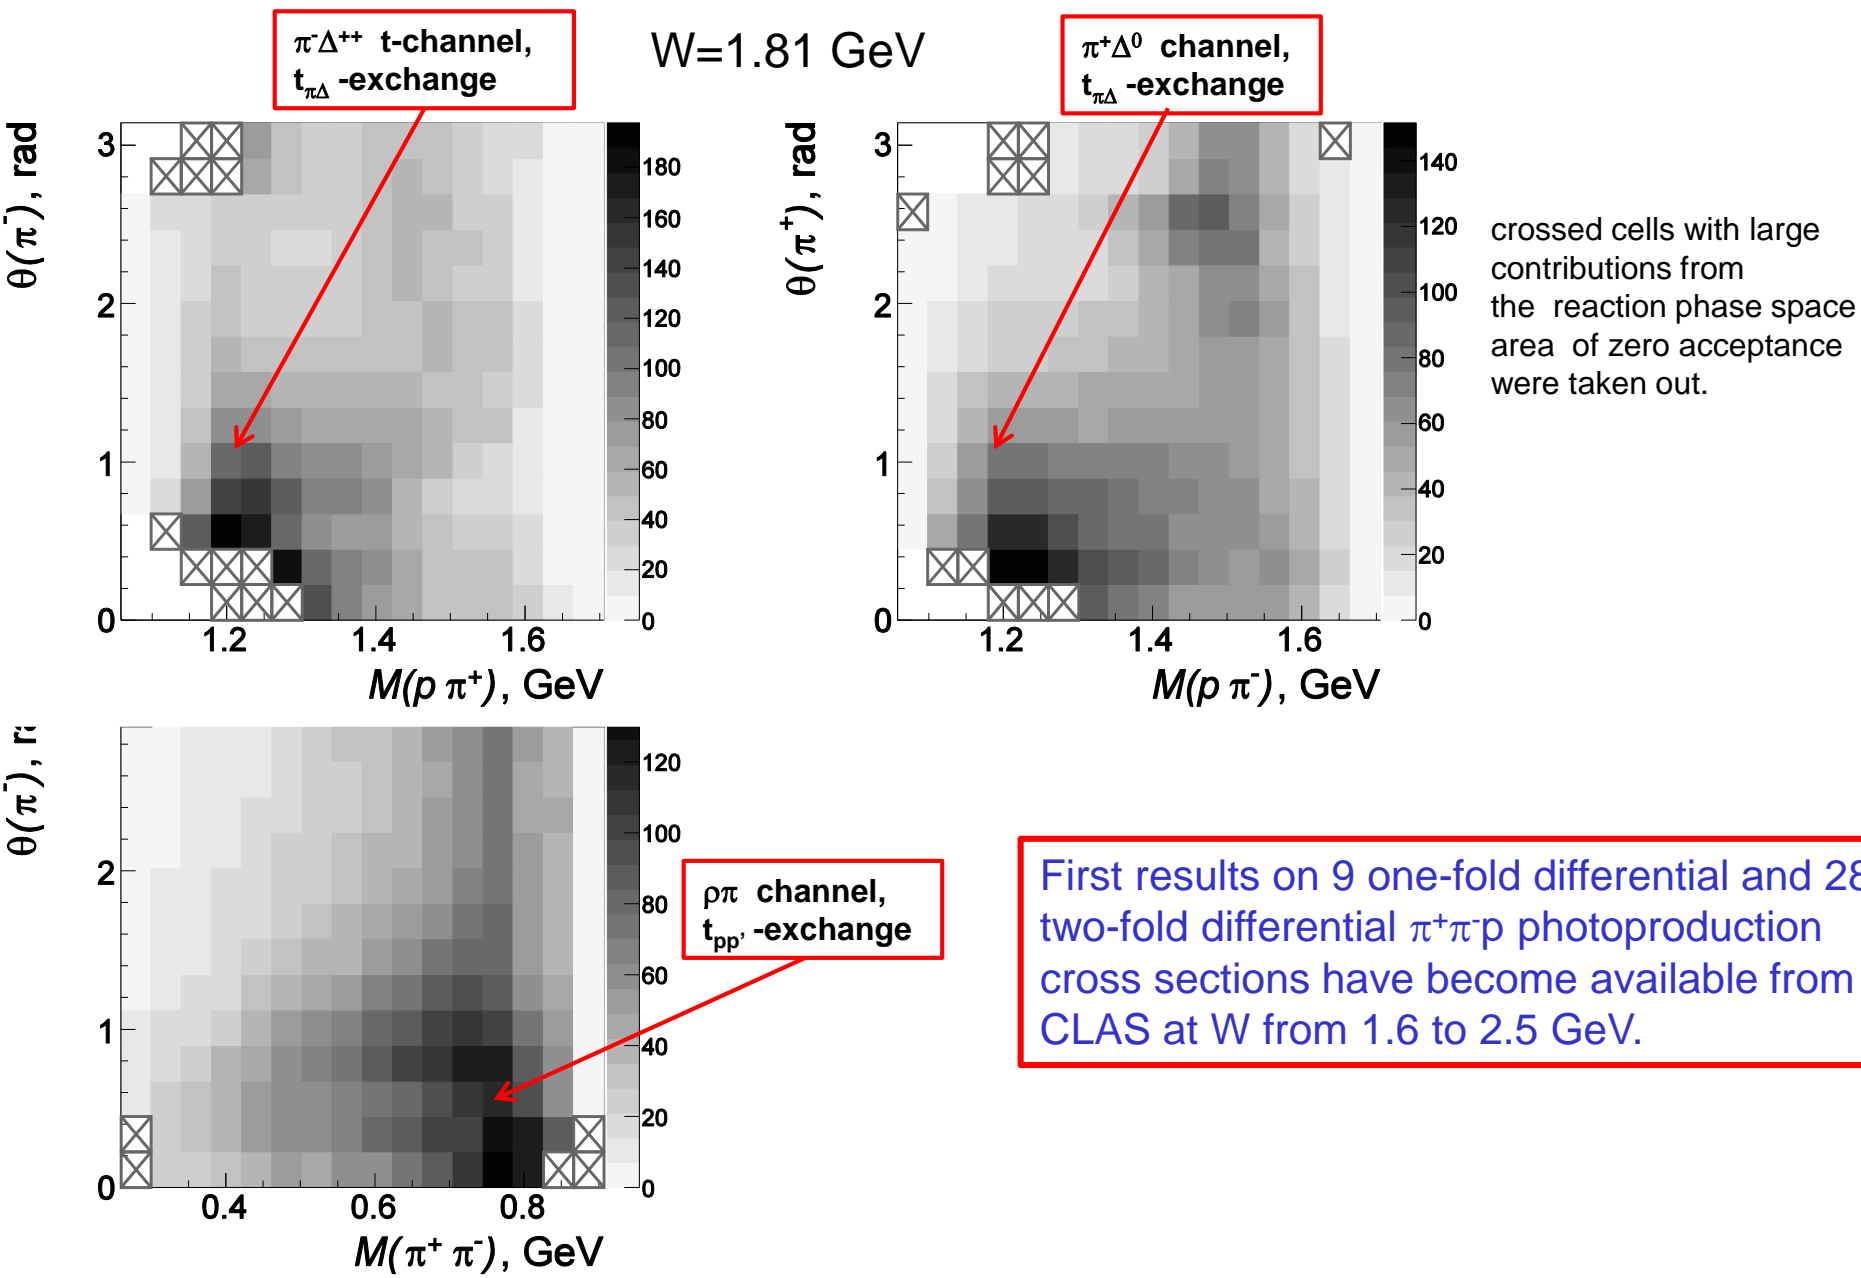 π⁻Δ⁺⁺ t-channel,
t_πΔ -exchange
W=1.81 GeV
π⁺Δ⁰ channel,
t_πΔ -exchange
θ(π⁻), rad
3
2
1
0
1.2
1.4
1.6
M(p π⁺), GeV
180
160
140
120
100
80
60
40
20
0
θ(π⁺), rad
3
2
1
0
1.2
1.4
1.6
M(p π⁻), GeV
140
120
100
80
60
40
20
0
crossed cells with large
contributions from
the reaction phase space
area of zero acceptance
were taken out.
θ(π⁻), ra
2
1
0
0.4
0.6
0.8
M(π⁺ π⁻), GeV
120
100
80
60
40
20
0
ρπ channel,
t_pp' -exchange
First results on 9 one-fold differential and 28
two-fold differential π⁺π⁻p photoproduction
cross sections have become available from
CLAS at W from 1.6 to 2.5 GeV.